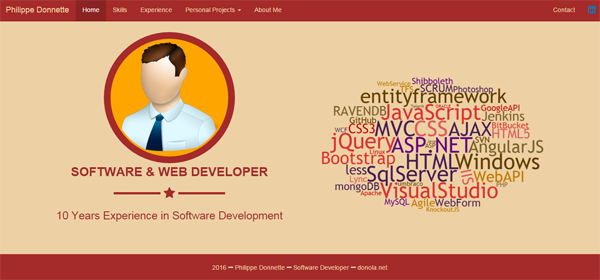 Philippe Donnette Home Skills Experience Personal Projects About Me Contact
SOFTWARE & WEB DEVELOPER
10 Years Experience in Software Development
WebService Shibboleth
TFS SCRUM Photoshop
entityframework
RAVENDB JavaScript GoogleAPI
GitHub Jenkins
WCF CSS3 MVC CSS AJAX BitBucket
HTML5
jQuery ASP.NET SVN AngularJS
Linux
Bootstrap HTML Windows
less SqlServer WebAPI
Lync
mongoDB umbraco VisualStudio PHP
Apache
MySQL Agile WebForm
KnockoutJS
2016 ━ Philippe Donnette ━ Software Developer ━ donola.net